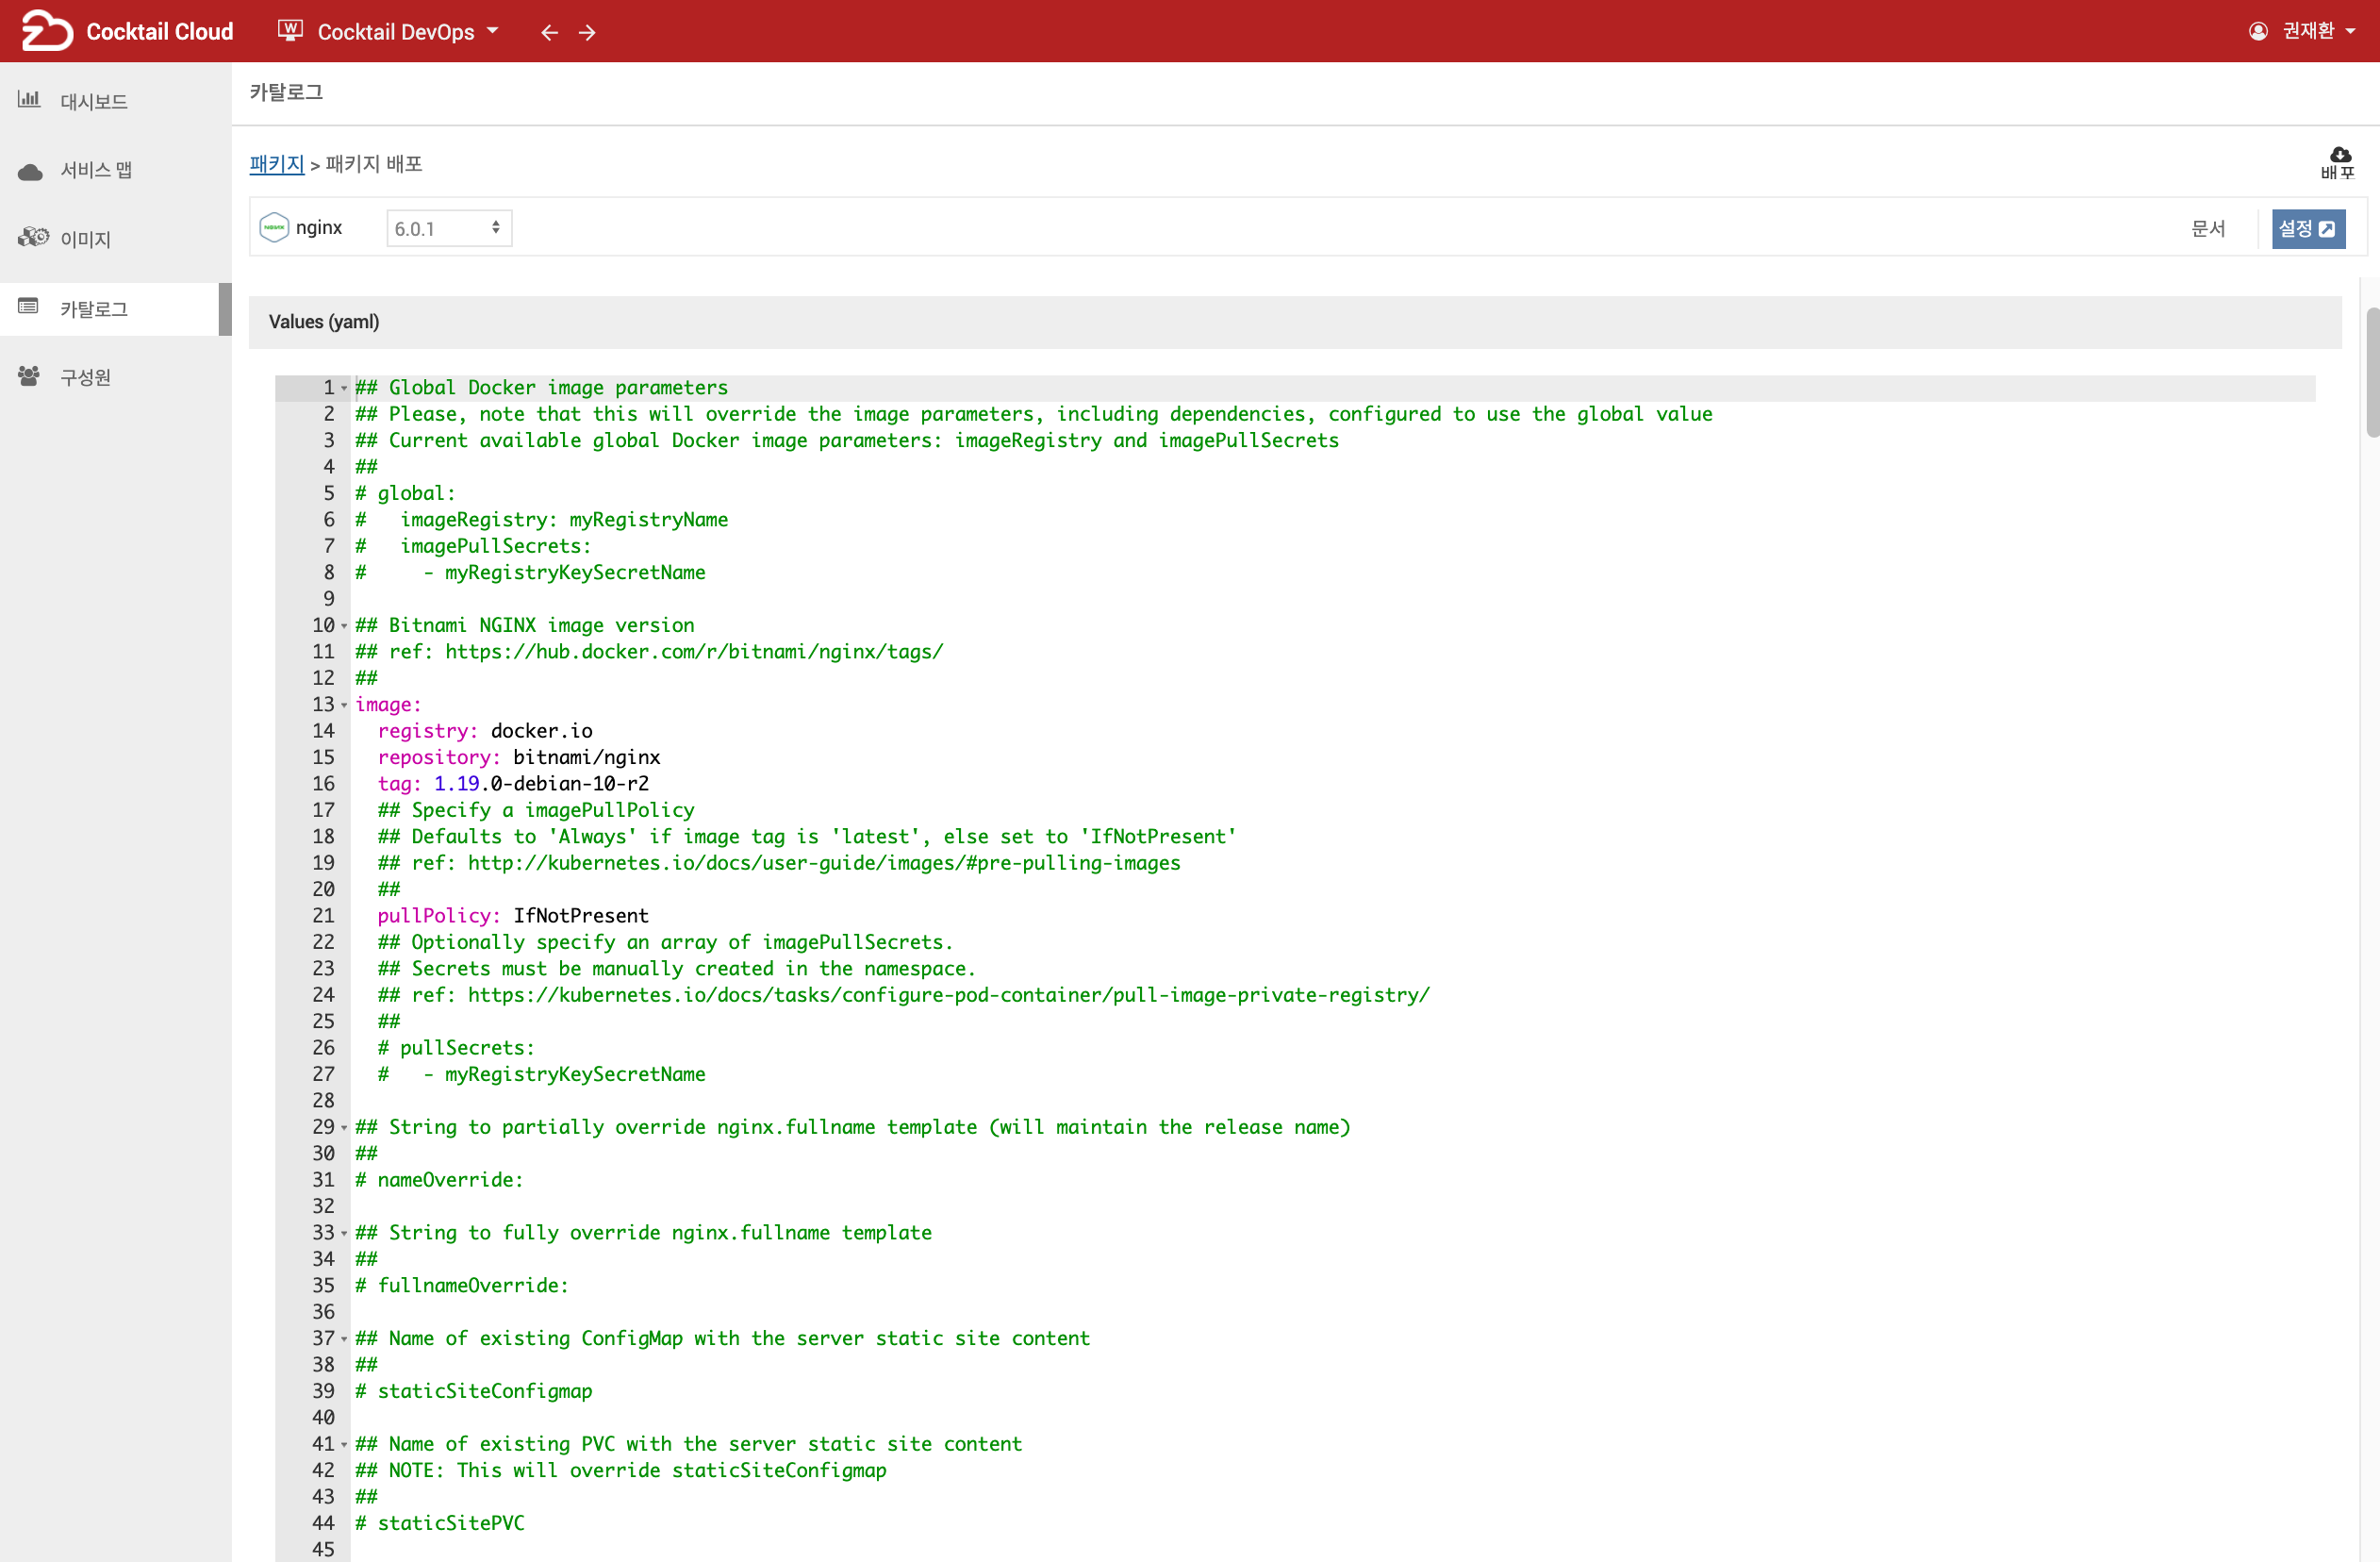 Cocktail Cloud
W Cocktail DevOps
권재환
대시보드
서비스 맵
이미지
카탈로그
구성원
카탈로그
패키지 > 패키지 배포
배포
NGINX nginx 6.0.1 문서 설정
Values (yaml)
1 ## Global Docker image parameters
2 ## Please, note that this will override the image parameters, including dependencies, configured to use the global value
3 ## Current available global Docker image parameters: imageRegistry and imagePullSecrets
4 ##
5 # global:
6 #   imageRegistry: myRegistryName
7 #   imagePullSecrets:
8 #     - myRegistryKeySecretName
9
10 ## Bitnami NGINX image version
11 ## ref: https://hub.docker.com/r/bitnami/nginx/tags/
12 ##
13 image:
14   registry: docker.io
15   repository: bitnami/nginx
16   tag: 1.19.0-debian-10-r2
17   ## Specify a imagePullPolicy
18   ## Defaults to 'Always' if image tag is 'latest', else set to 'IfNotPresent'
19   ## ref: http://kubernetes.io/docs/user-guide/images/#pre-pulling-images
20   ##
21   pullPolicy: IfNotPresent
22   ## Optionally specify an array of imagePullSecrets.
23   ## Secrets must be manually created in the namespace.
24   ## ref: https://kubernetes.io/docs/tasks/configure-pod-container/pull-image-private-registry/
25   ##
26   # pullSecrets:
27   #   - myRegistryKeySecretName
28
29 ## String to partially override nginx.fullname template (will maintain the release name)
30 ##
31 # nameOverride:
32
33 ## String to fully override nginx.fullname template
34 ##
35 # fullnameOverride:
36
37 ## Name of existing ConfigMap with the server static site content
38 ##
39 # staticSiteConfigmap
40
41 ## Name of existing PVC with the server static site content
42 ## NOTE: This will override staticSiteConfigmap
43 ##
44 # staticSitePVC
45